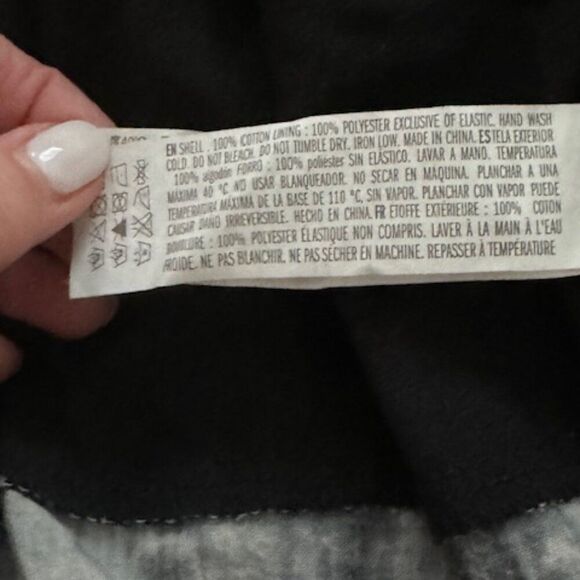 EN SHELL : 100% COTTON LINING : 100% POLYESTER EXCLUSIVE OF ELASTIC. HAND WASH
COLD. DO NOT BLEACH. DO NOT TUMBLE DRY. IRON LOW. MADE IN CHINA. ES TELA EXTERIOR
100% algodón FORRO : 100% poliéster SIN ELÁSTICO. LAVAR A MANO. TEMPERATURA
MAXIMA 40 °C NO USAR BLANQUEADOR. NO SECAR EN MAQUINA. PLANCHAR A UNA
TEMPERATURA MÁXIMA DE LA BASE DE 110 °C, SIN VAPOR. PLANCHAR CON VAPOR PUEDE
CAUSAR DAÑO IRREVERSIBLE. HECHO EN CHINA. FR ETOFFE EXTÉRIEURE : 100% COTON
DOUBLURE : 100% POLYESTER ÉLASTIQUE NON COMPRIS. LAVER À LA MAIN À L'EAU
FROIDE. NE PAS BLANCHIR. NE PAS SÉCHER EN MACHINE. REPASSER À TEMPÉRATURE